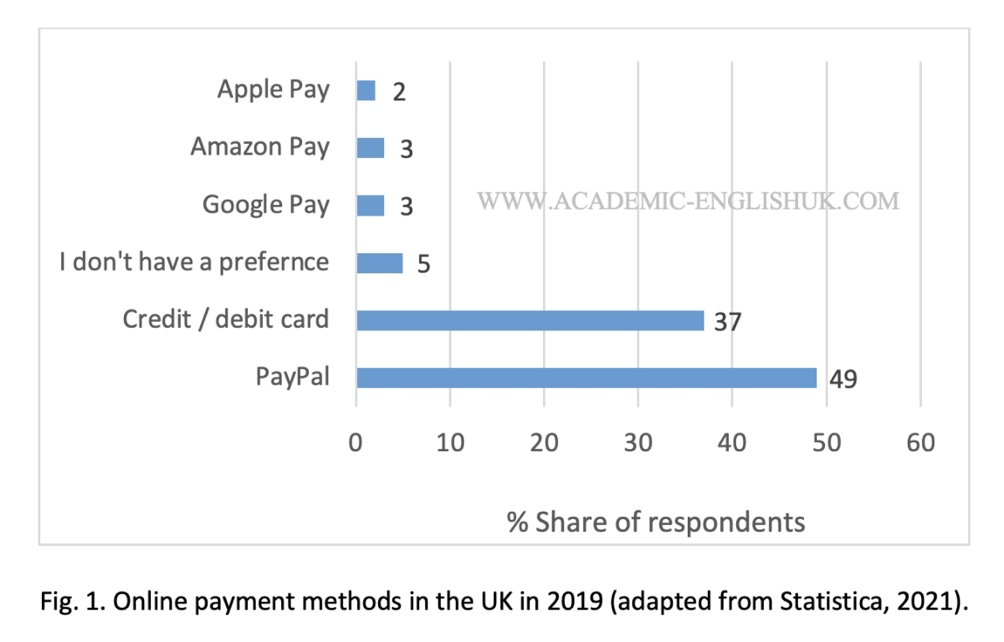 Apple Pay 2
Amazon Pay 3
Google Pay 3
WWW.ACADEMIC-ENGLISHUK.COM
I don't have a prefernce 5
Credit / debit card 37
PayPal 49
0 10 20 30 40 50 60
% Share of respondents
Fig. 1. Online payment methods in the UK in 2019 (adapted from Statistica, 2021).